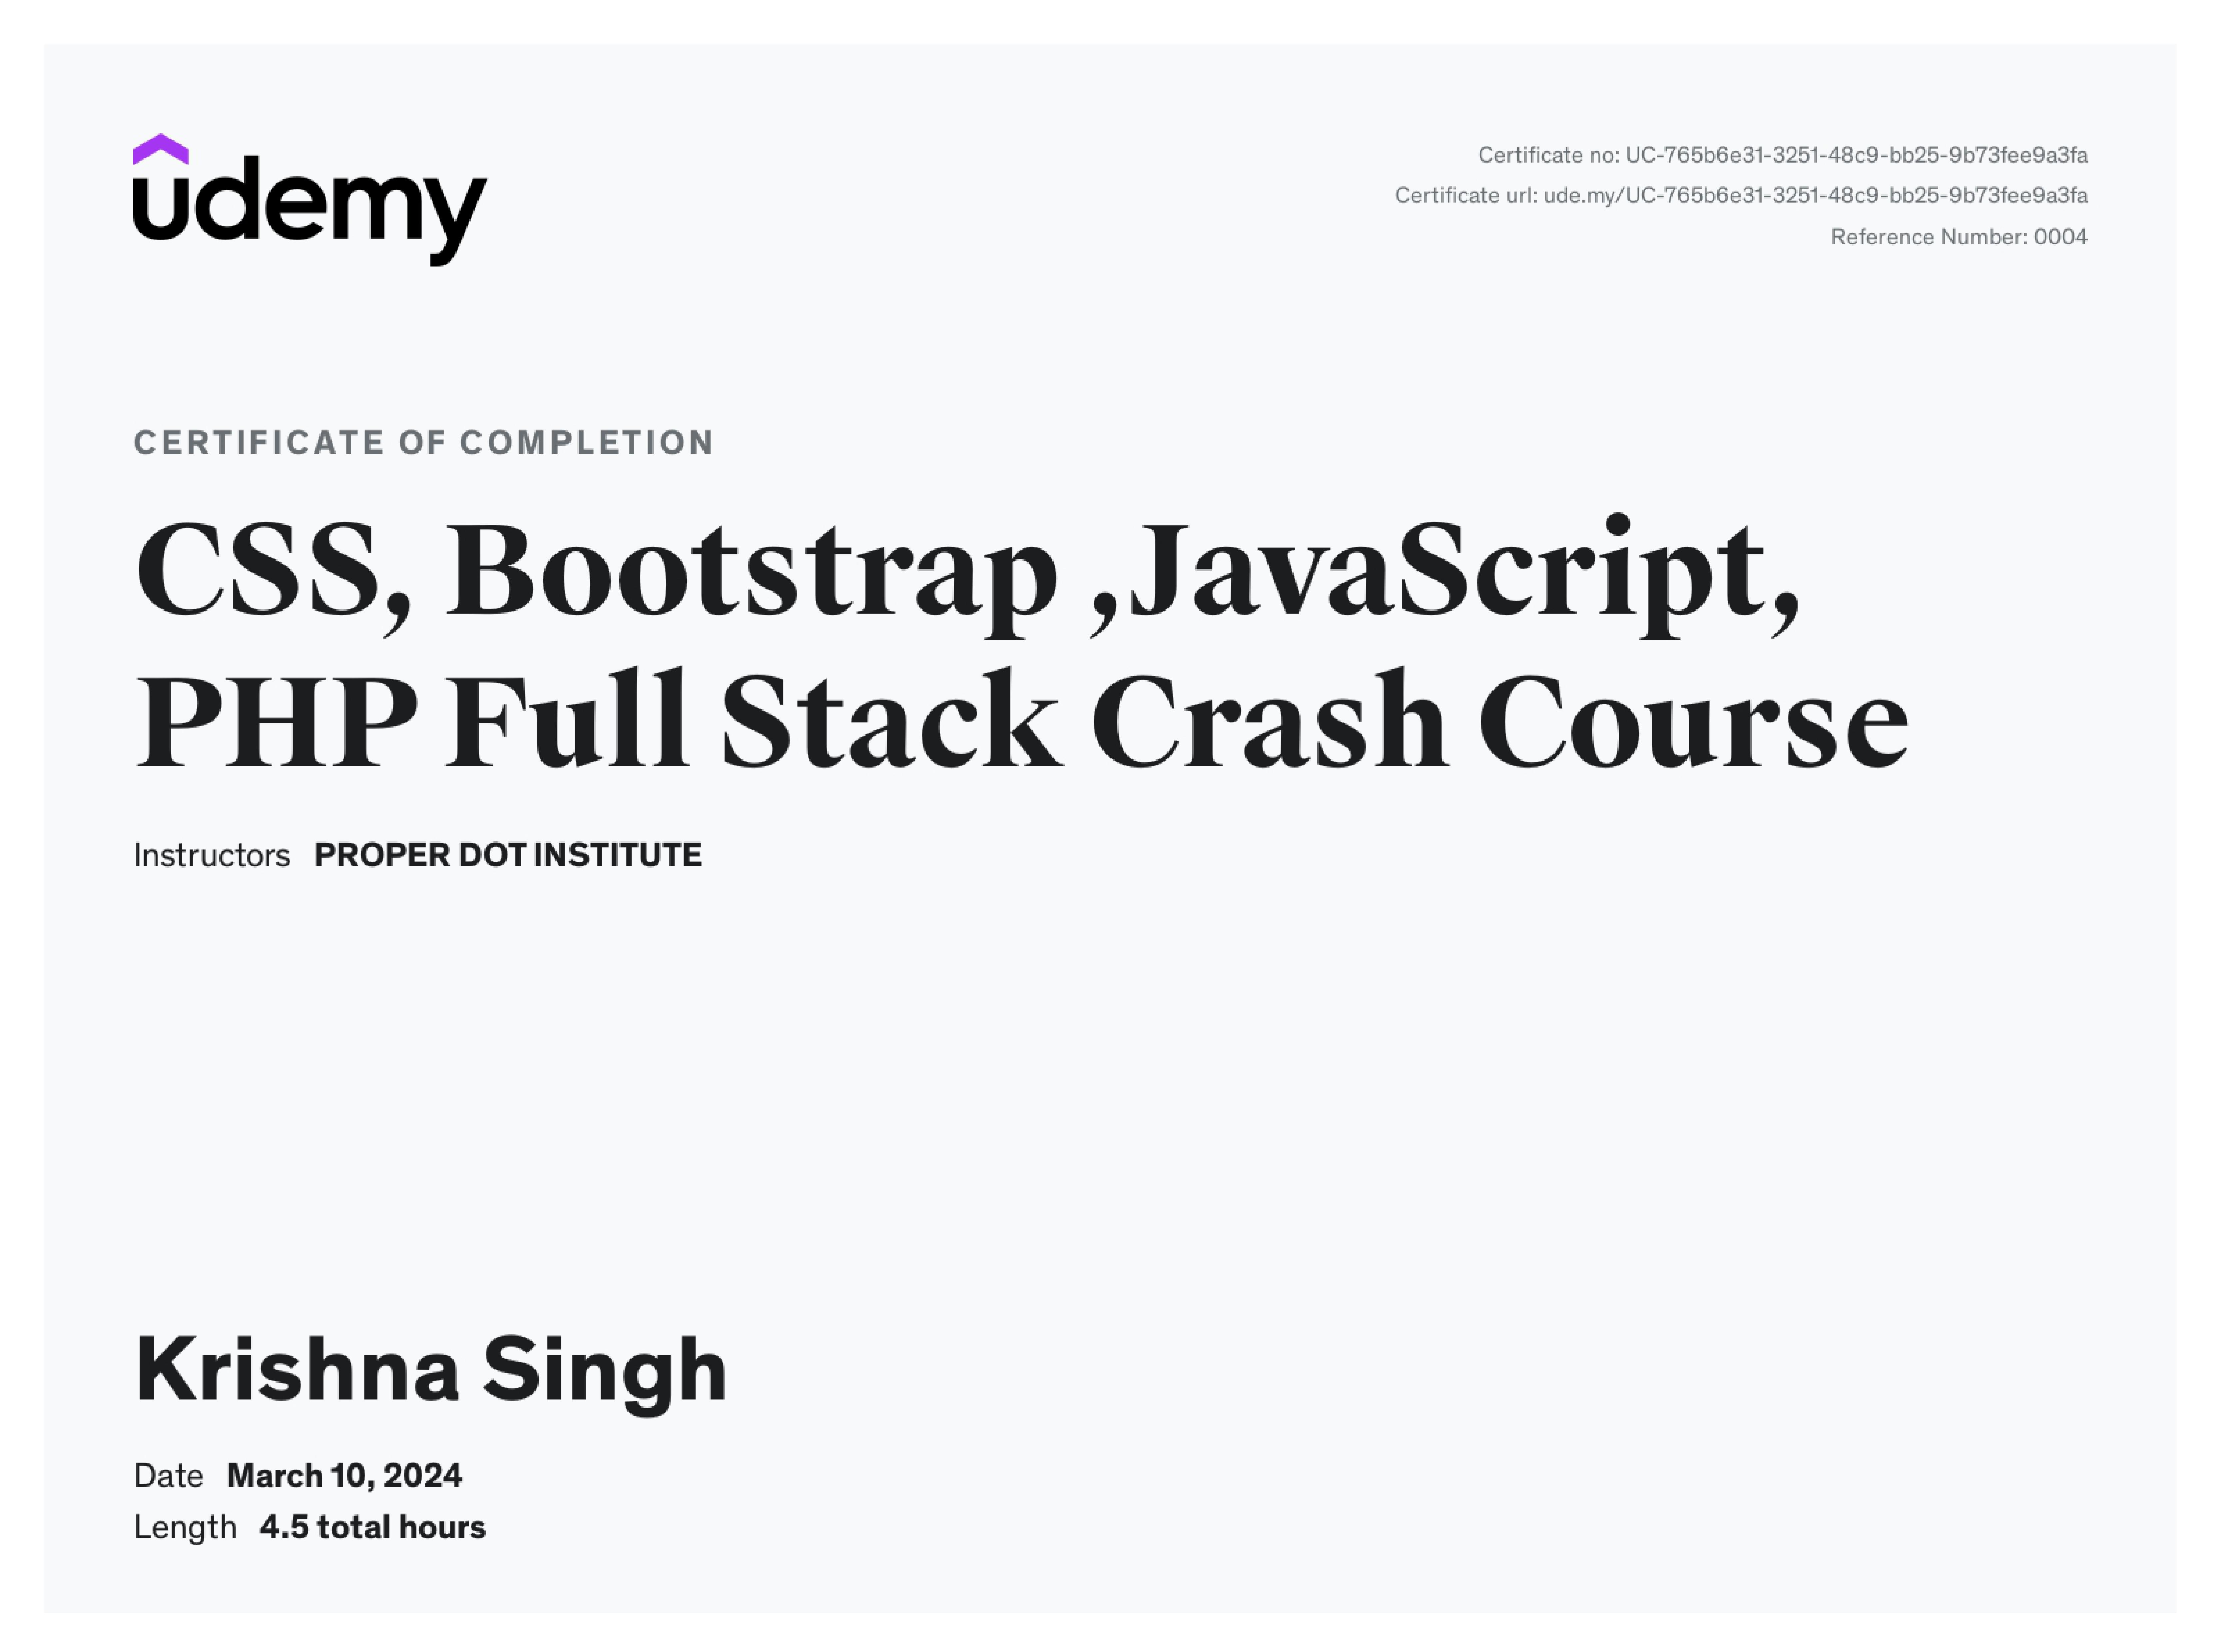 udemy
Certificate no: UC-765b6e31-3251-48c9-bb25-9b73fee9a3fa
Certificate url: ude.my/UC-765b6e31-3251-48c9-bb25-9b73fee9a3fa
Reference Number: 0004
CERTIFICATE OF COMPLETION
CSS, Bootstrap ,JavaScript,
PHP Full Stack Crash Course
Instructors PROPER DOT INSTITUTE
Krishna Singh
Date March 10, 2024
Length 4.5 total hours